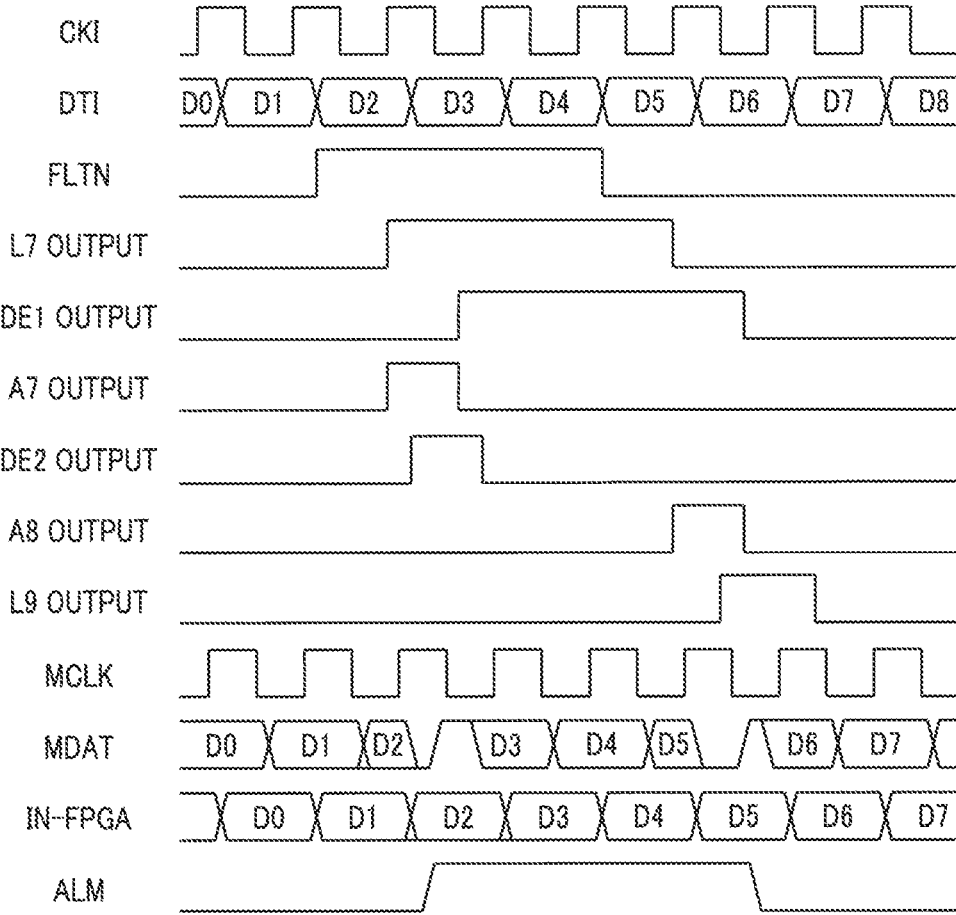 CKI
DTI D0 D1 D2 D3 D4 D5 D6 D7 D8
FLTN
L7 OUTPUT
DE1 OUTPUT
A7 OUTPUT
DE2 OUTPUT
A8 OUTPUT
L9 OUTPUT
MCLK
MDAT D0 D1 D2 D3 D4 D5 D6 D7
IN-FPGA D0 D1 D2 D3 D4 D5 D6 D7
ALM